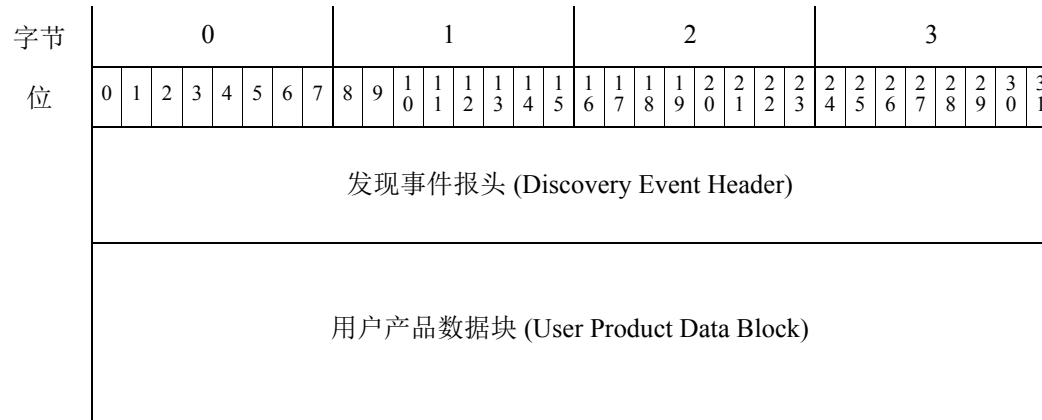 字节 0 1 2 3
位 0 1 2 3 4 5 6 7 8 9 10 11 12 13 14 15 16 17 18 19 20 21 22 23 24 25 26 27 28 29 30 31
发现事件报头 (Discovery Event Header)
用户产品数据块 (User Product Data Block)